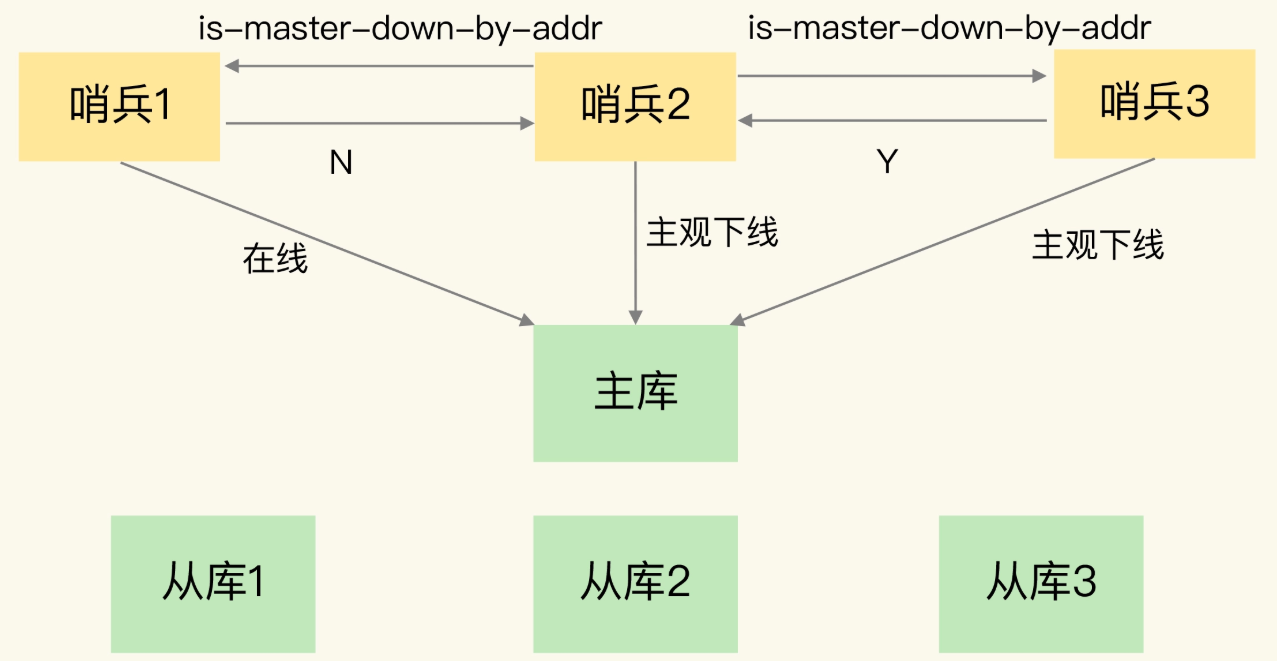 is–master–down–by–addr
is–master–down–by–addr
哨兵1
哨兵2
哨兵3
N
Y
在线
主观下线
主观下线
主库
从库1
从库2
从库3